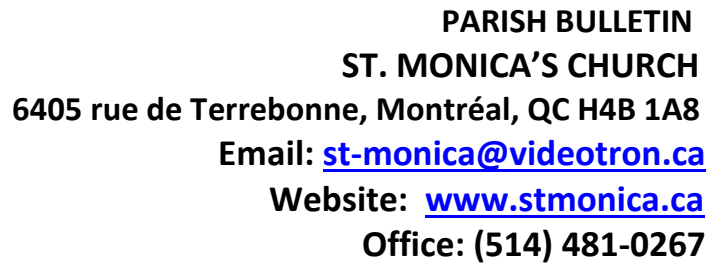 PARISH BULLETIN
ST. MONICA’S CHURCH
6405 rue de Terrebonne, Montréal, QC H4B 1A8
Email: st-monica@videotron.ca
Website: www.stmonica.ca
Office: (514) 481-0267